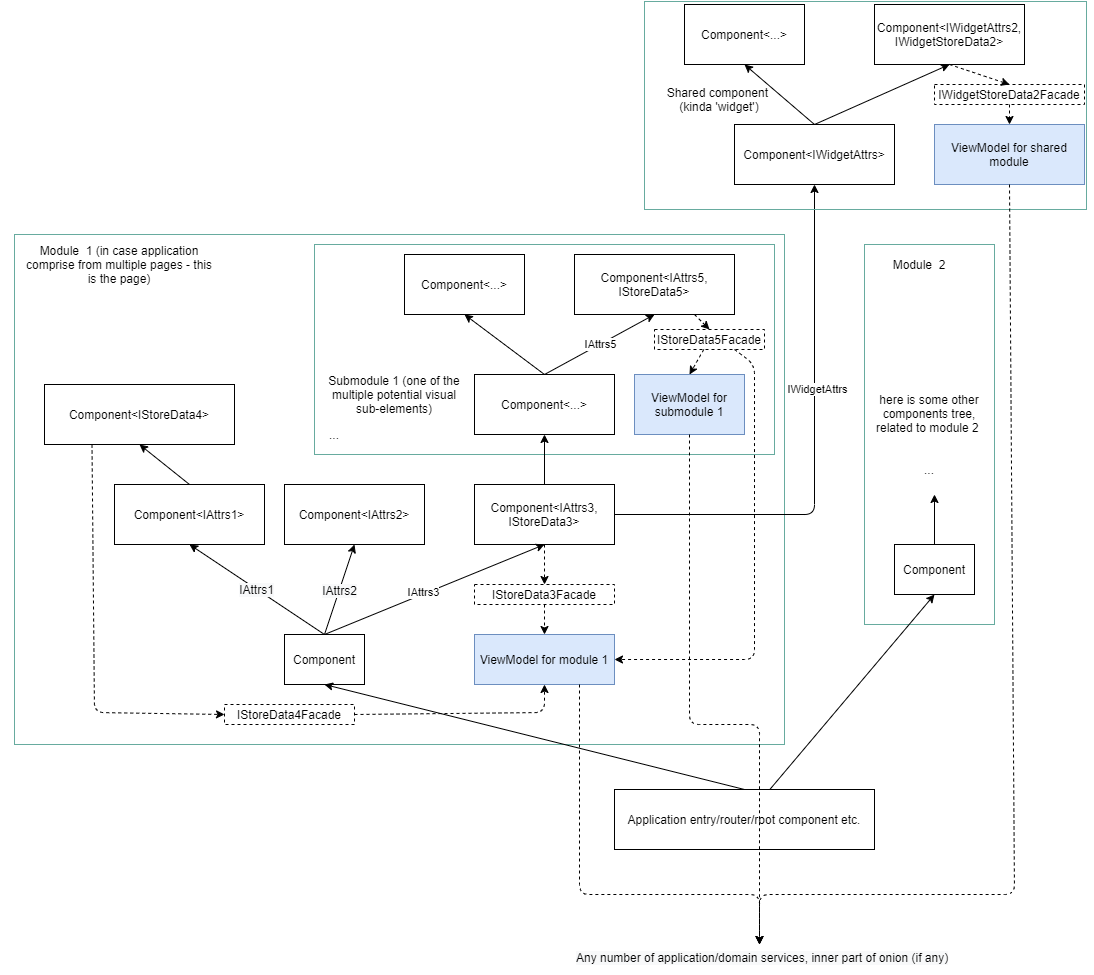 Component<...>
Component<IWidgetAttrs2,
IWidgetStoreData2>
Shared component
(kinda 'widget')
IWidgetStoreData2Facade
Component<IWidgetAttrs>
ViewModel for shared
module
Module 1 (in case application
comprise from multiple pages - this
is the page)
Component<...>
Component<IAttrs5,
IStoreData5>
Module 2
IAttrs5
IStoreData5Facade
Submodule 1 (one of the
multiple potential visual
sub-elements)
...
Component<...>
ViewModel for
submodule 1
IWidgetAttrs
here is some other
components tree,
related to module 2
...
Component<IStoreData4>
Component<IAttrs1>
Component<IAttrs2>
Component<IAttrs3,
IStoreData3>
Component
IAttrs1
IAttrs2
IAttrs3
IStoreData3Facade
Component
ViewModel for module 1
IStoreData4Facade
Application entry/router/root component etc.
Any number of application/domain services, inner part of onion (if any)